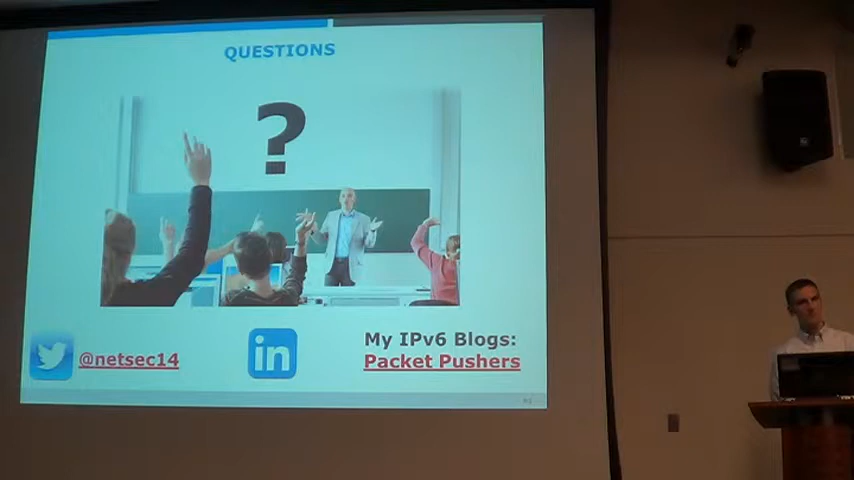 QUESTIONS
?
@netsec14
in
My IPv6 Blogs:
Packet Pushers